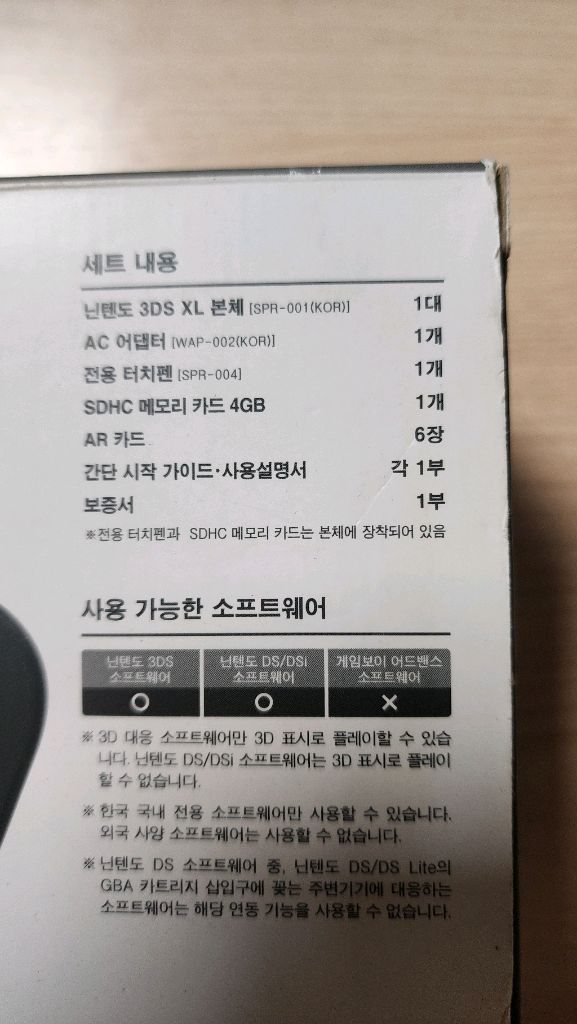 세트 내용
닌텐도 3DS XL 본체 [SPR-001(KOR)] 1대
AC 어댑터 [WAP-002(KOR)] 1개
전용 터치펜 [SPR-004] 1개
SDHC 메모리 카드 4GB 1개
AR 카드 6장
간단 시작 가이드·사용설명서 각 1부
보증서 1부
※전용 터치펜과 SDHC 메모리 카드는 본체에 장착되어 있음
사용 가능한 소프트웨어
닌텐도 3DS 소프트웨어 ○
닌텐도 DS/DSi 소프트웨어 ○
게임보이 어드밴스 소프트웨어 ×
※ 3D 대응 소프트웨어만 3D 표시로 플레이할 수 있습
니다. 닌텐도 DS/DSi 소프트웨어는 3D 표시로 플레이
할 수 없습니다.
※ 한국 국내 전용 소프트웨어만 사용할 수 있습니다.
외국 사양 소프트웨어는 사용할 수 없습니다.
※ 닌텐도 DS 소프트웨어 중, 닌텐도 DS/DS Lite의
GBA 카트리지 삽입구에 꽂는 주변기기에 대응하는
소프트웨어는 해당 연동 기능을 사용할 수 없습니다.